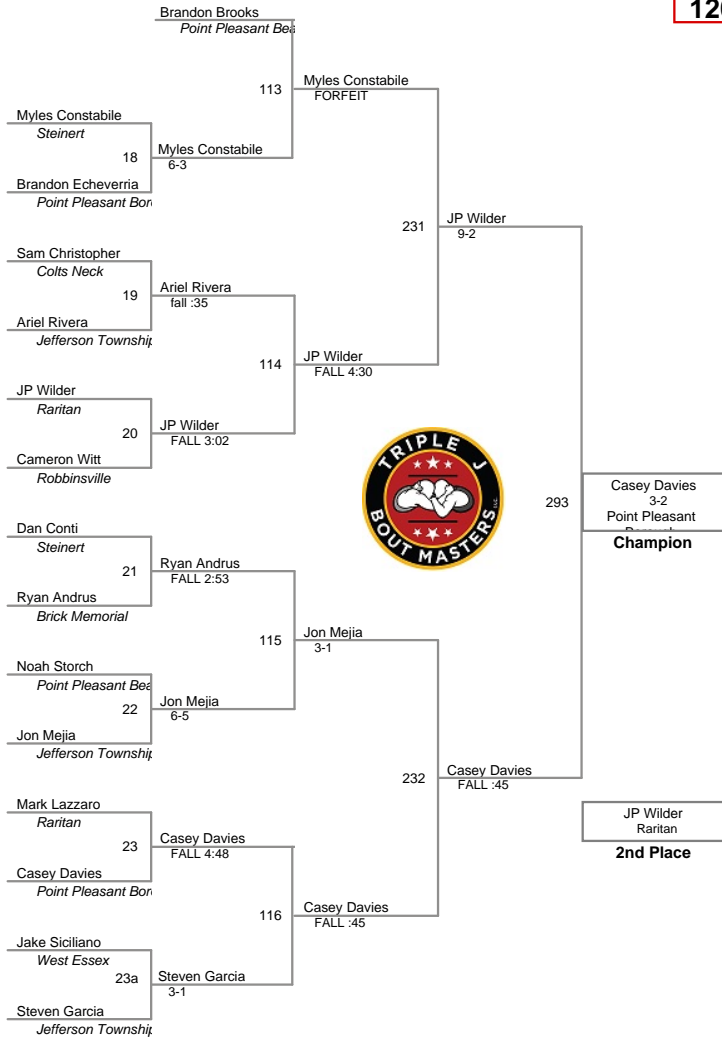 Brandon Brooks
Point Pleasant Bea
120
113
Myles Constabile
FORFEIT
Myles Constabile
Steinert
18
Myles Constabile
6-3
Brandon Echeverria
Point Pleasant Bor
231
JP Wilder
9-2
Sam Christopher
Colts Neck
19
Ariel Rivera
fall :35
Ariel Rivera
Jefferson Township
114
JP Wilder
FALL 4:30
JP Wilder
Raritan
20
JP Wilder
FALL 3:02
Cameron Witt
Robbinsville
TRIPLE J
BOUT MASTERS LLC.
293
Casey Davies
3-2
Point Pleasant
Champion
Dan Conti
Steinert
21
Ryan Andrus
FALL 2:53
Ryan Andrus
Brick Memorial
115
Jon Mejia
3-1
Noah Storch
Point Pleasant Bea
22
Jon Mejia
6-5
Jon Mejia
Jefferson Township
232
Casey Davies
FALL :45
Mark Lazzaro
Raritan
23
Casey Davies
FALL 4:48
Casey Davies
Point Pleasant Bor
JP Wilder
Raritan
2nd Place
116
Casey Davies
FALL :45
Jake Siciliano
West Essex
23a
Steven Garcia
3-1
Steven Garcia
Jefferson Township